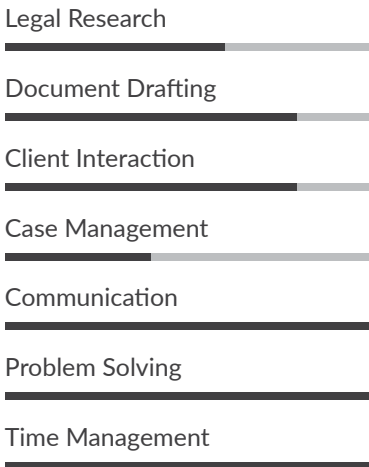 Legal Research
Document Drafting
Client Interaction
Case Management
Communication
Problem Solving
Time Management